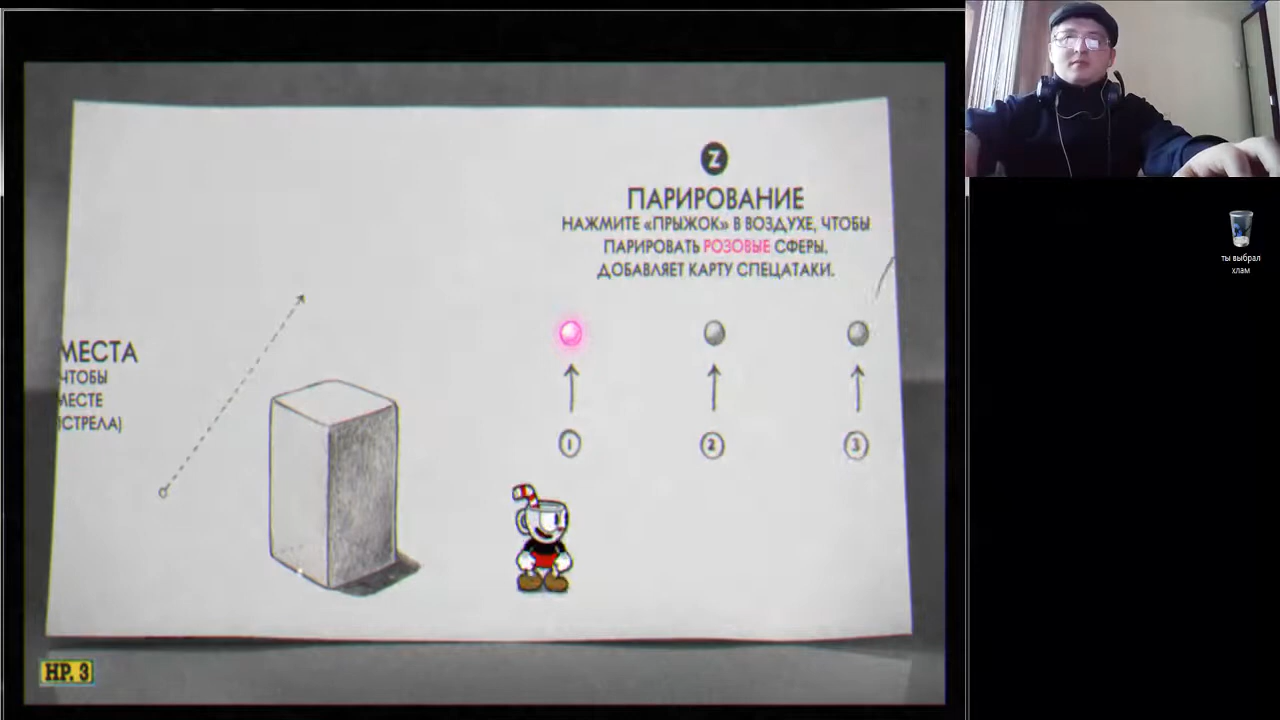 Z
ПАРИРОВАНИЕ
НАЖМИТЕ «ПРЫЖОК» В ВОЗДУХЕ, ЧТОБЫ
ПАРИРОВАТЬ РОЗОВЫЕ СФЕРЫ.
ДОБАВЛЯЕТ КАРТУ СПЕЦАТАКИ.
МЕСТА
ЧТОБЫ
МЕСТЕ
СТРЕЛА)
1 2 3
HP. 3
ты выбрал
хлам